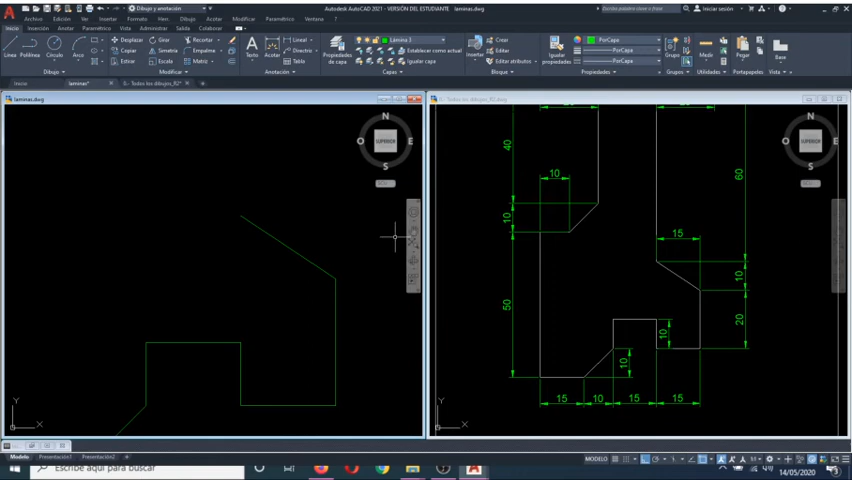 Dibujo y anotación
Autodesk AutoCAD 2021 - VERSIÓN DEL ESTUDIANTE laminas.dwg
Iniciar sesión
Archivo Edición Ver Insertar Formato Herr. Dibujo Acotar Modificar Paramétrico Ventana ?
Inicio Inserción Anotar Paramétrico Vista Administrar Salida Colaborar
Línea Polilínea Círculo Arco
Desplazar Girar Recortar
Copiar Simetría Empalme
Estirar Escala Matriz
Texto Acotar
Lineal
Directriz
Tabla
Propiedades de capa
Lámina 3
Establecer como actual
Igualar capa
Insertar
Crear
Editar
Editar atributos
Igualar propiedades
PorCapa
PorCapa
PorCapa
Grupo
Medir
Pegar
Base
Dibujo Modificar Anotación Capas Bloque Propiedades Grupos Utilidades Portapapeles Vista
Inicio laminas*
laminas.dwg
N
O SUPERIOR E
S
Y
X
N
O SUPERIOR E
S
40
10
10
50
60
15
10
20
10
10
15 10 15 15
Y
X
Modelo Presentación1 Presentación2 +
MODELO
Escribe aquí para buscar
14/05/2020